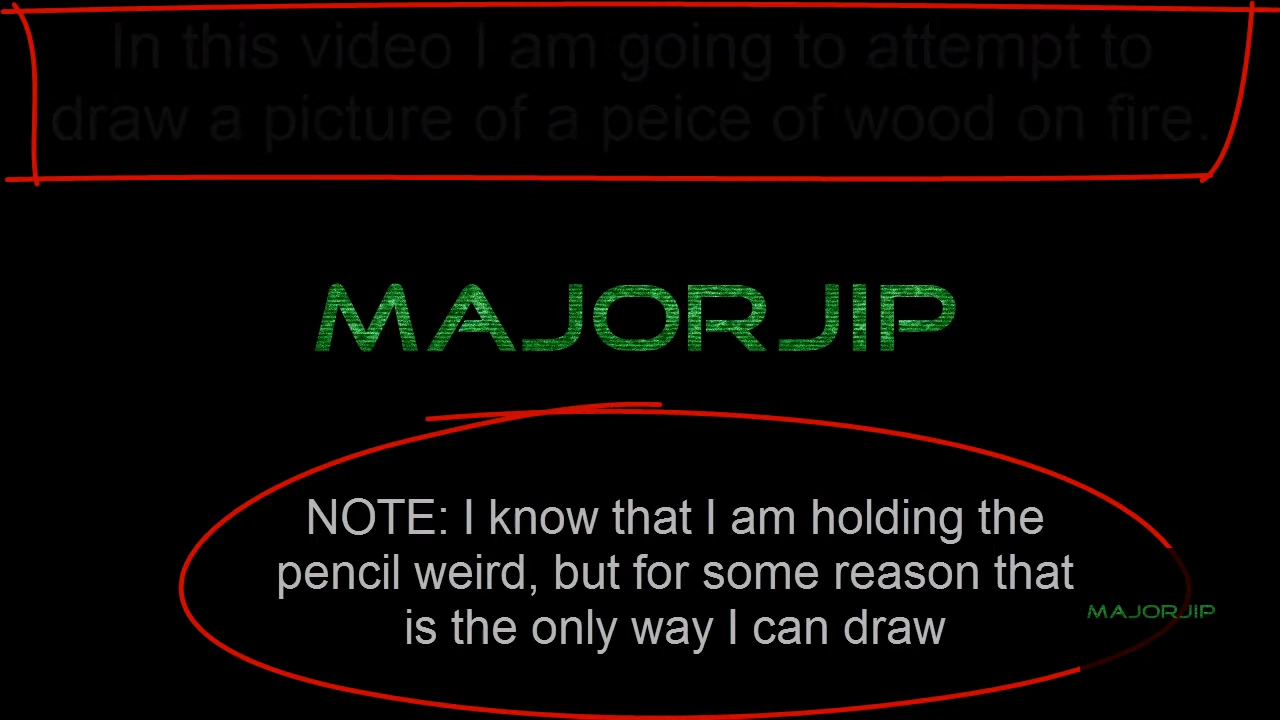 In this video I am going to attempt to
draw a picture of a peice of wood on fire.
MAJORJIP
NOTE: I know that I am holding the
pencil weird, but for some reason that
is the only way I can draw
MAJORJIP